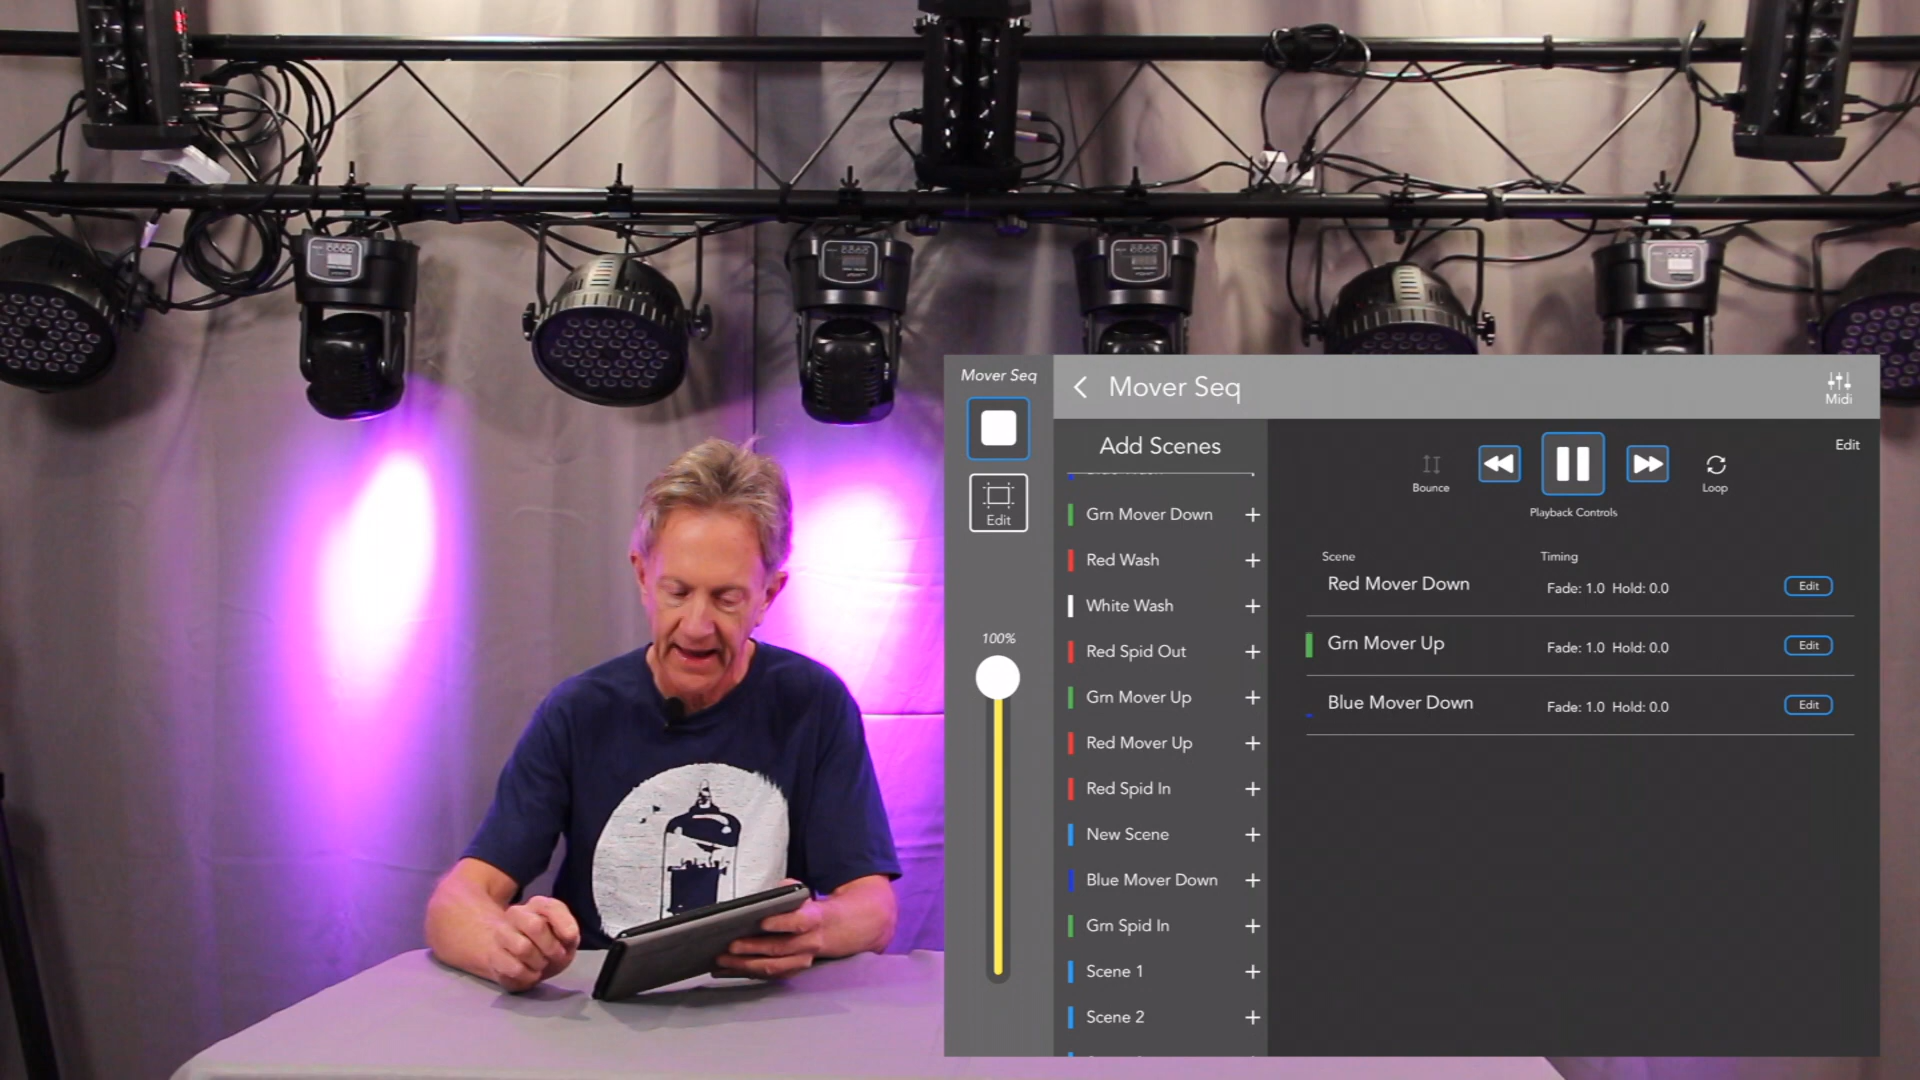 Mover Seq
Edit
100%
Mover Seq
Midi
Add Scenes
Grn Mover Down
Red Wash
White Wash
Red Spid Out
Grn Mover Up
Red Mover Up
Red Spid In
New Scene
Blue Mover Down
Grn Spid In
Scene 1
Scene 2
Bounce
Loop
Edit
Playback Controls
Scene Timing
Red Mover Down Fade: 1.0 Hold: 0.0 Edit
Grn Mover Up Fade: 1.0 Hold: 0.0 Edit
Blue Mover Down Fade: 1.0 Hold: 0.0 Edit